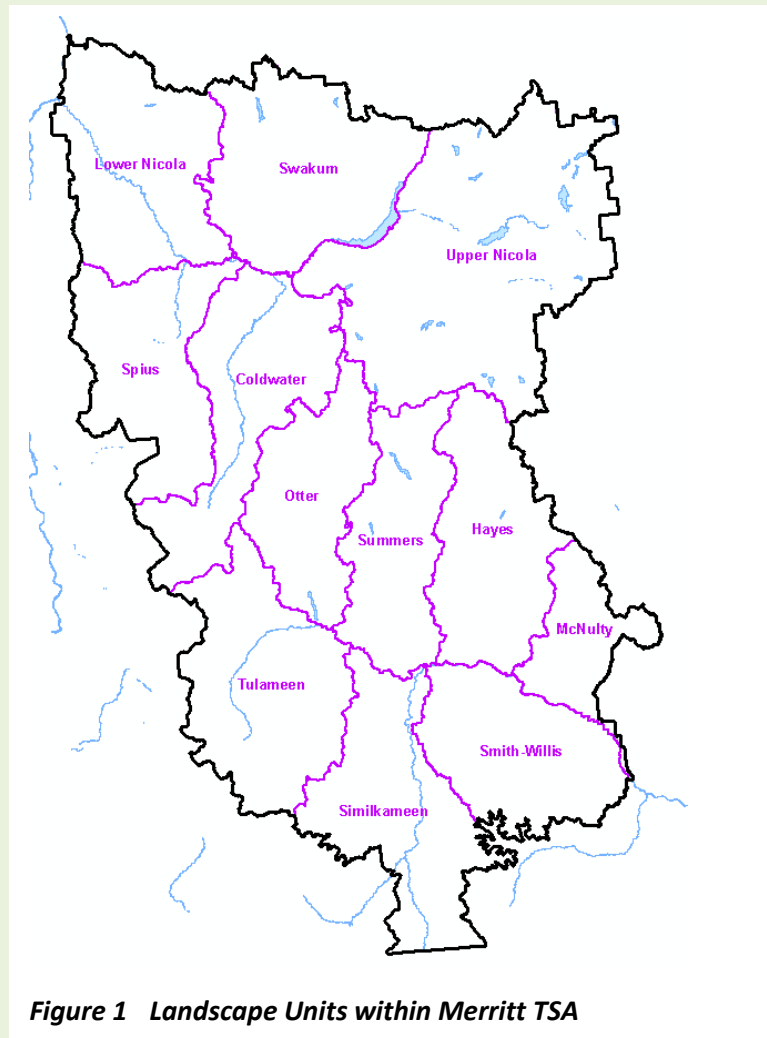 Lower Nicola
Swakum
Upper Nicola
Spius
Coldwater
Otter
Summers
Hayes
McNulty
Tulameen
Smith-Willis
Similkameen
Figure 1 Landscape Units within Merritt TSA